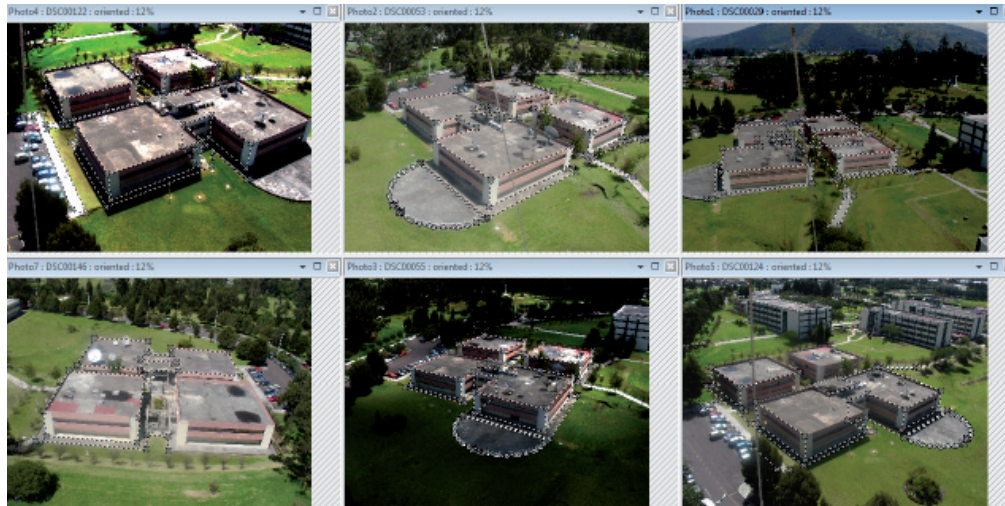 Photo4 : DSC00122 : oriented : 12%
Photo2 : DSC00053 : oriented : 12%
Photo1 : DSC00029 : oriented : 12%
Photo7 : DSC00146 : oriented : 12%
Photo3 : DSC00055 : oriented : 12%
Photo5 : DSC00124 : oriented : 12%